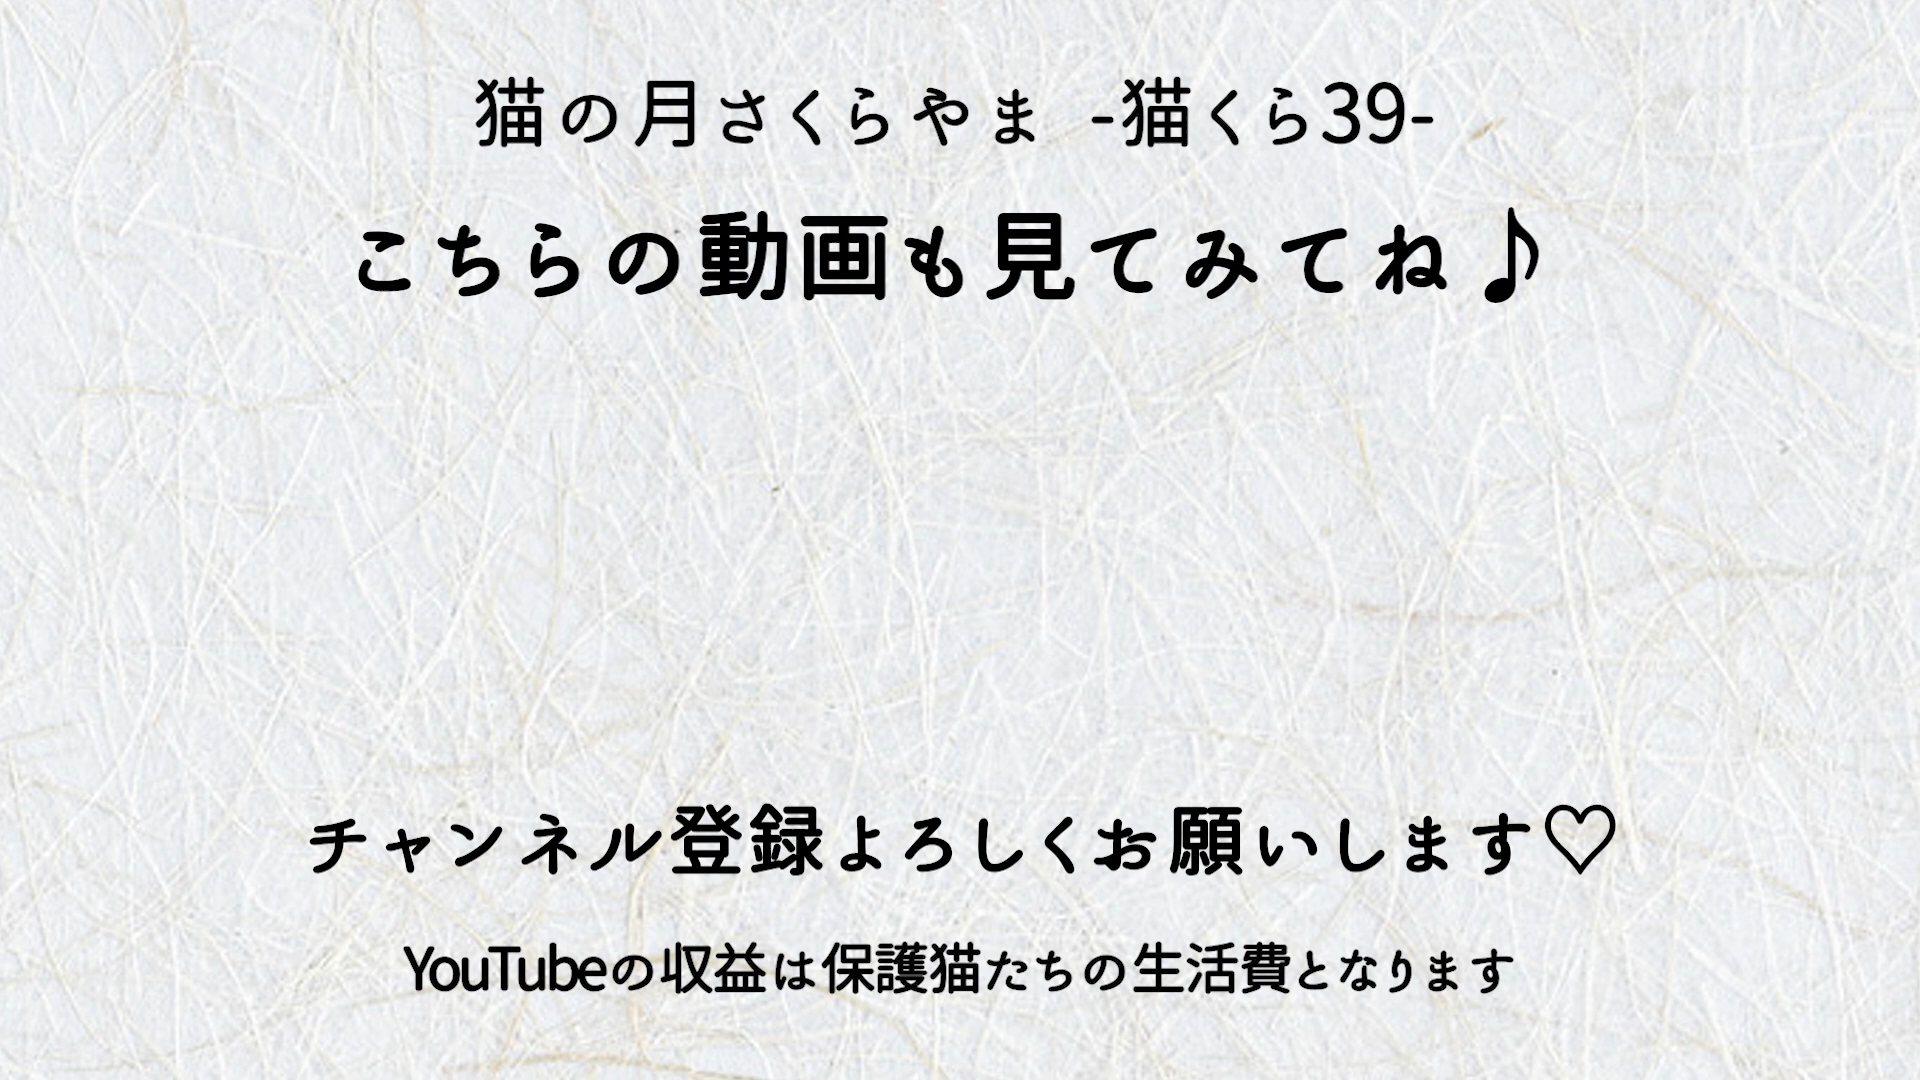 猫の月さくらやま -猫くら39-
こちらの動画も見てみてね♪
チャンネル登録よろしくお願いします♡
YouTubeの収益は保護猫たちの生活費となります